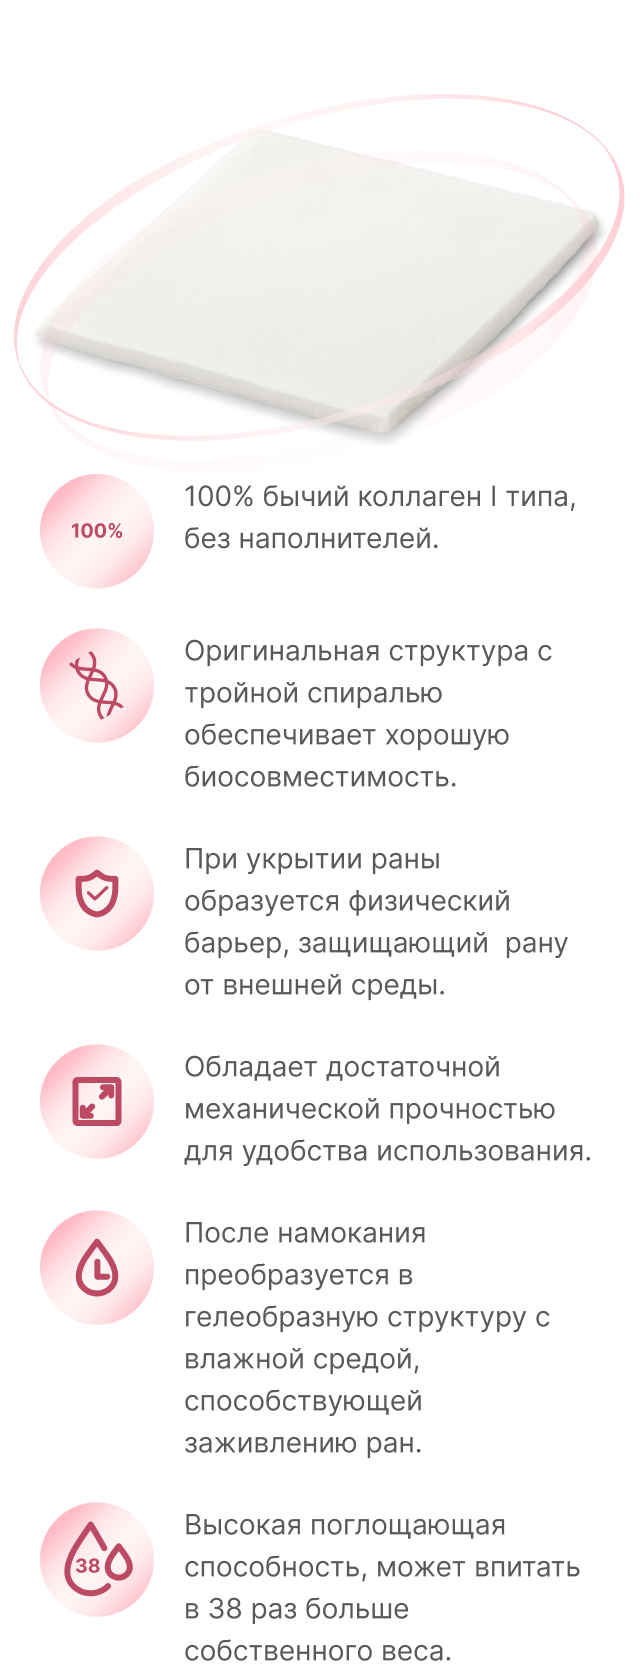 100% бычий коллаген I типа,
без наполнителей.
100%
Оригинальная структура с
тройной спиралью
обеспечивает хорошую
биосовместимость.
При укрытии раны
образуется физический
барьер, защищающий  рану
от внешней среды.
Обладает достаточной
механической прочностью
для удобства использования.
После намокания
преобразуется в
гелеобразную структуру с
влажной средой,
способствующей
заживлению ран.
Высокая поглощающая
способность, может впитать
38
в 38 раз больше
собственного веса.